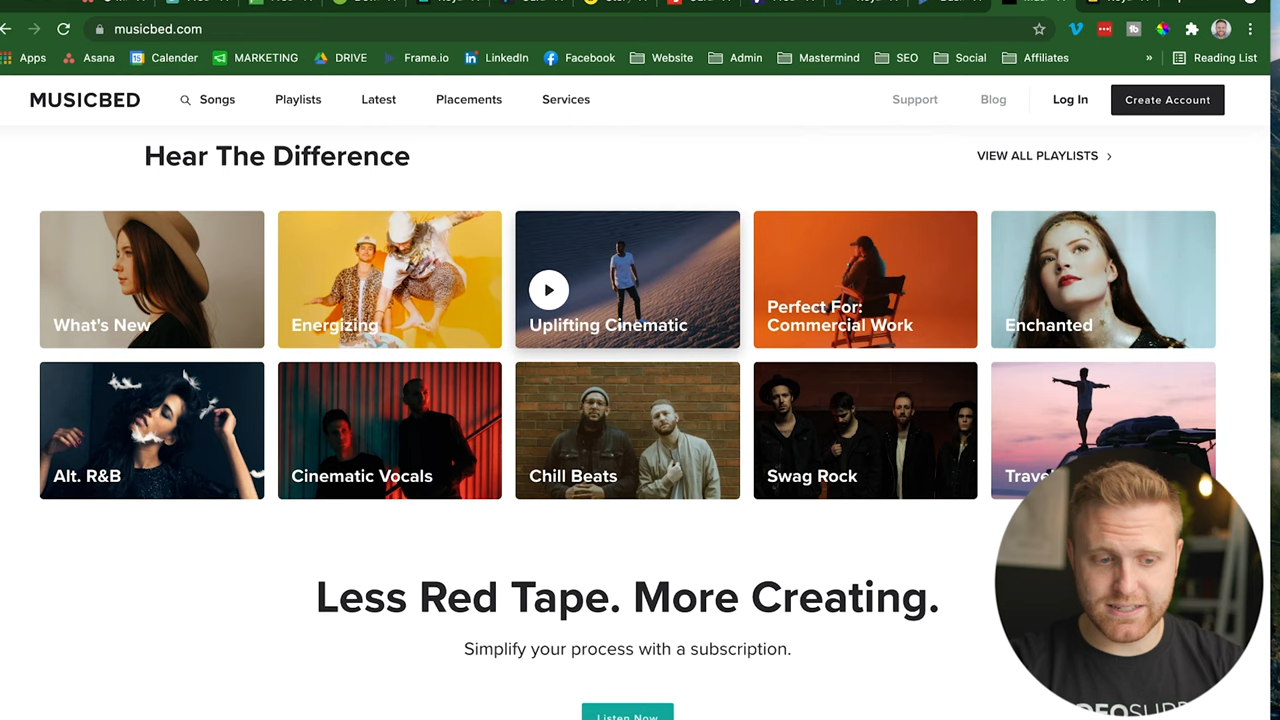 musicbed.com
Apps Asana Calender MARKETING DRIVE Frame.io LinkedIn Facebook Website Admin Mastermind SEO Social Affiliates » Reading List
MUSICBED Songs Playlists Latest Placements Services Support Blog Log In Create Account
Hear The Difference
VIEW ALL PLAYLISTS >
What's New
Energizing
Uplifting Cinematic
Perfect For:
Commercial Work
Enchanted
Alt. R&B
Cinematic Vocals
Chill Beats
Swag Rock
Less Red Tape. More Creating.
Simplify your process with a subscription.
Listen Now